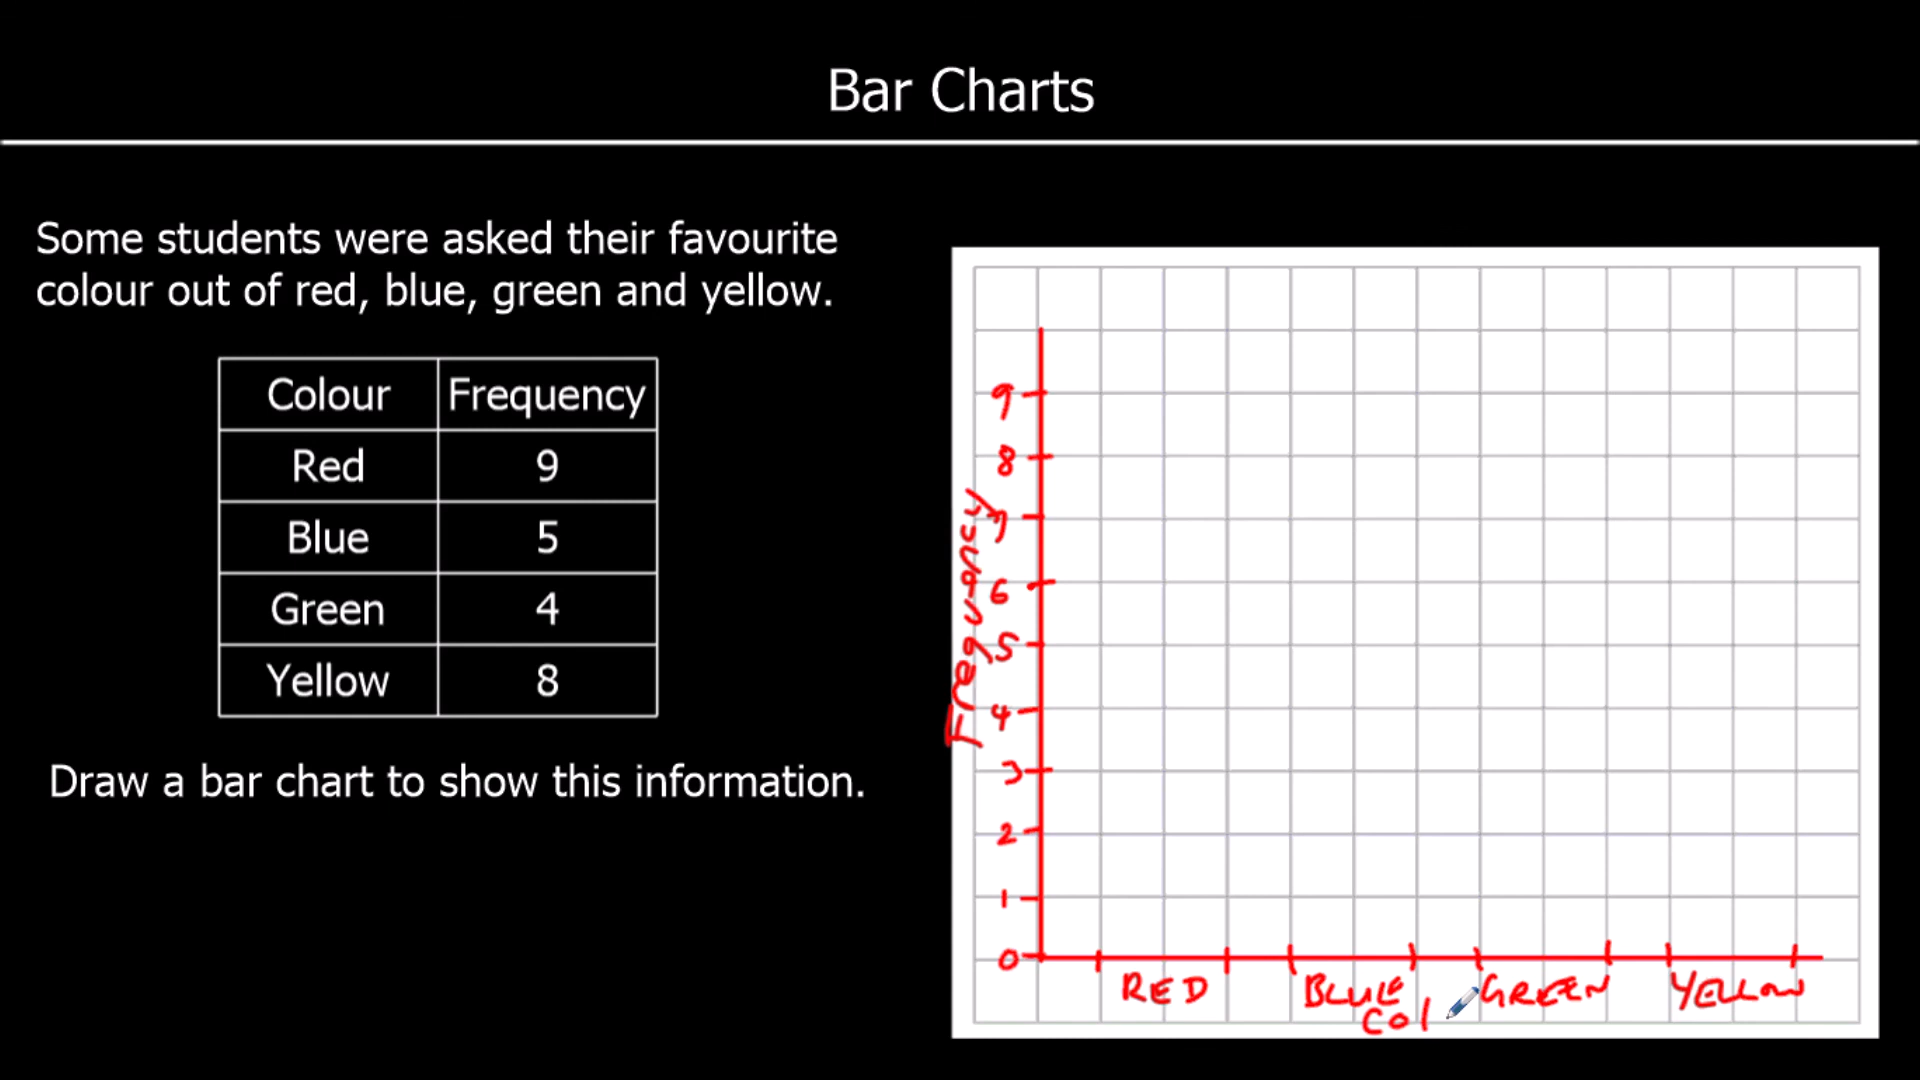 Bar Charts
Some students were asked their favourite
colour out of red, blue, green and yellow.
Colour Frequency
Red 9
Blue 5
Green 4
Yellow 8
Draw a bar chart to show this information.
Frequency
9
8
7
6
5
4
3
2
1
0
RED BLUE GREEN YELLOW
Col